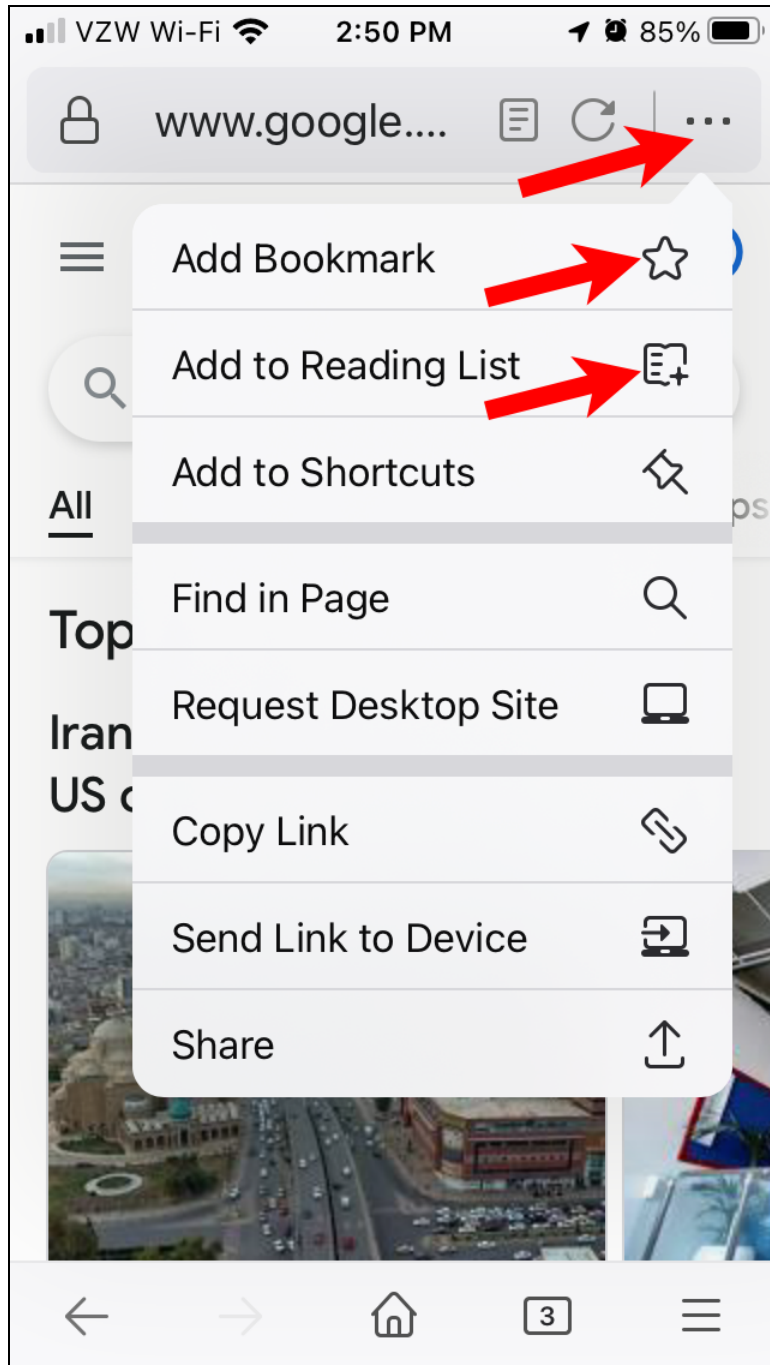 VZW Wi-Fi 2:50 PM 85%
www.google....
Add Bookmark
Add to Reading List
Add to Shortcuts
All ps
Find in Page
Top
Request Desktop Site
Iran
US
Copy Link
Send Link to Device
Share
3